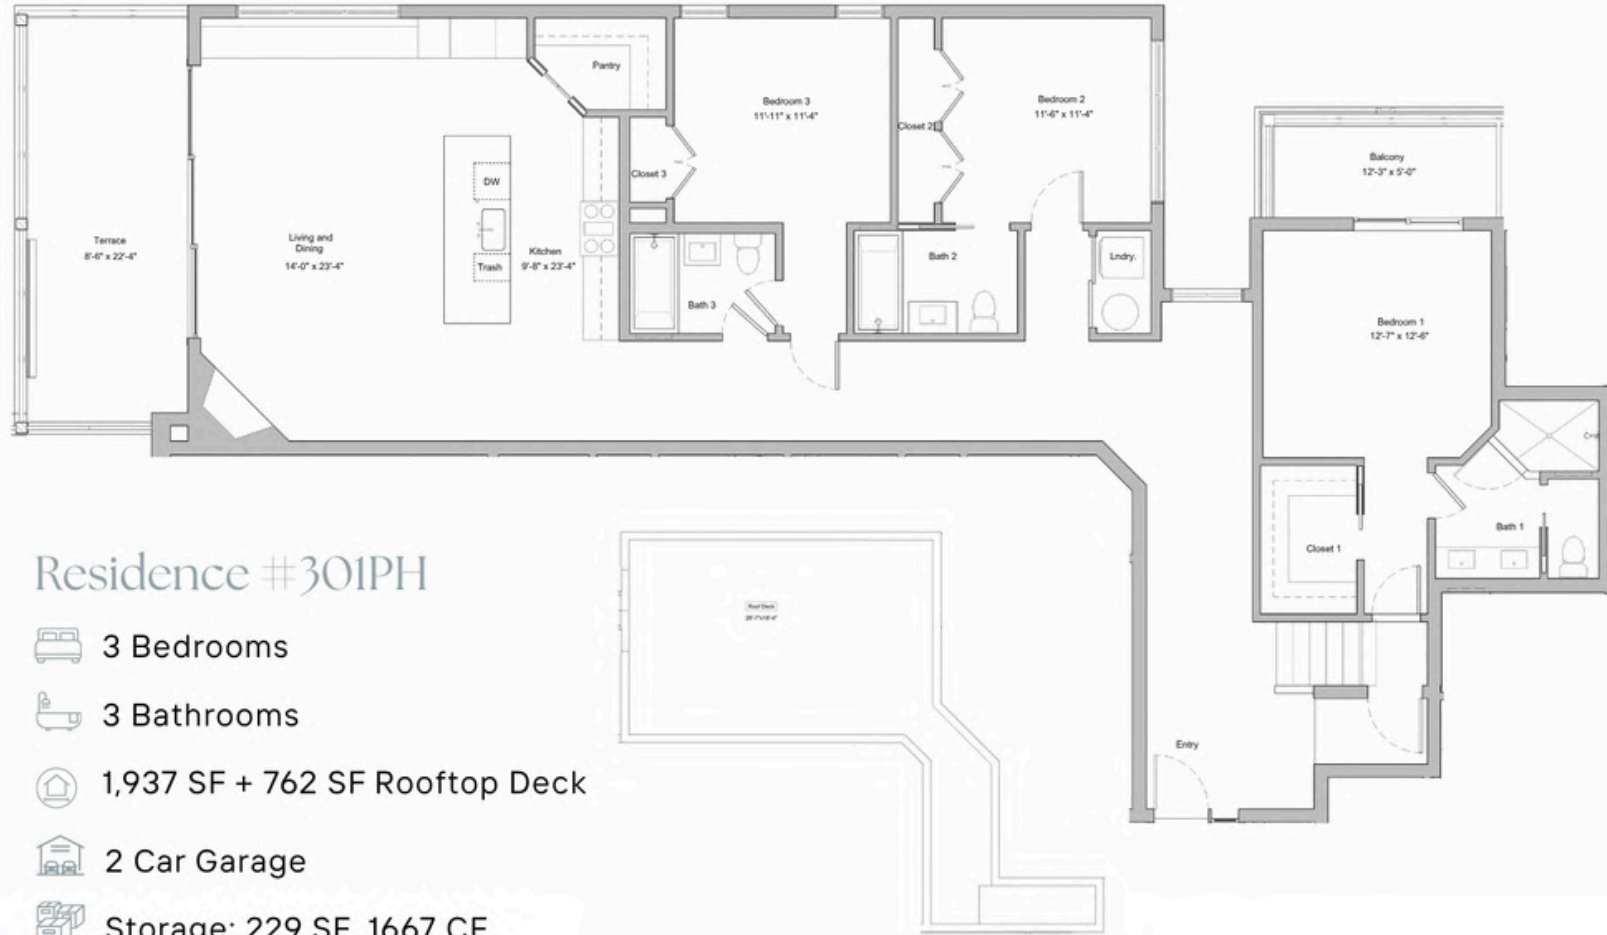 Pantry
Bedroom 3
11'-11" x 11'-4"
Bedroom 2
11'-6" x 11'-4"
Closet 2
Closet 3
DW
Trash
Kitchen
9'-8" x 23'-4"
Living and
Dining
14'-0" x 23'-4"
Terrace
8'-6" x 22'-4"
Bath 3
Bath 2
Lndry.
Balcony
12'-3" x 5'-0"
Bedroom 1
12'-7" x 12'-6"
Closet 1
Bath 1
Entry
Roof Deck
Residence #301PH
3 Bedrooms
3 Bathrooms
1,937 SF + 762 SF Rooftop Deck
2 Car Garage
Storage: 229 SF, 1667 CF